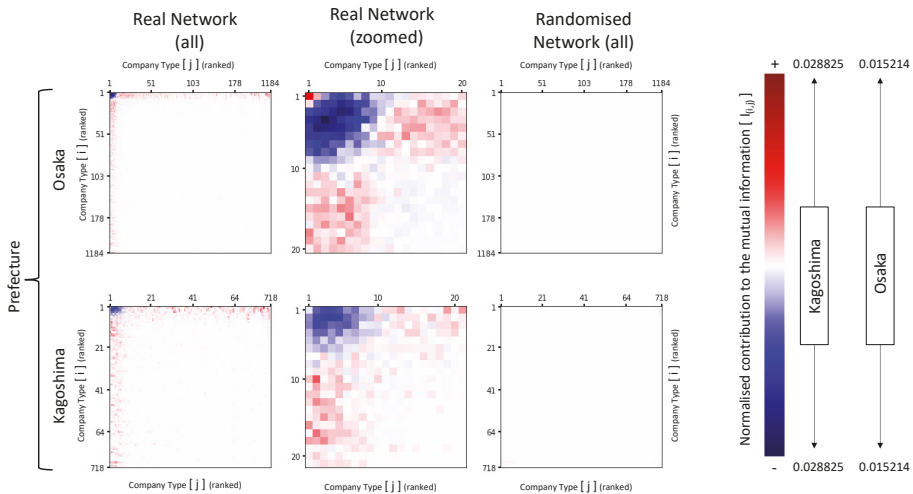 Real Network
(all)
Real Network
(zoomed)
Randomised
Network (all)
Company Type [ j ] (ranked)
Company Type [ j ] (ranked)
Company Type [ j ] (ranked)
1 51 103 178 1184
1 10 20
1 51 103 178 1184
Prefecture
Osaka
Company Type [ i ] (ranked)
1
51
103
178
1184
1
10
20
1
51
103
178
1184
Company Type [ i ] (ranked)
1 21 41 64 718
1 10 20
1 21 41 64 718
Kagoshima
Company Type [ i ] (ranked)
1
21
41
64
718
1
10
20
1
21
41
64
718
Company Type [ i ] (ranked)
Company Type [ j ] (ranked)
Company Type [ j ] (ranked)
Company Type [ j ] (ranked)
Normalised contribution to the mutual information [ I(i,j) ]
+ 0.028825 0.015214
Kagoshima
Osaka
- 0.028825 0.015214